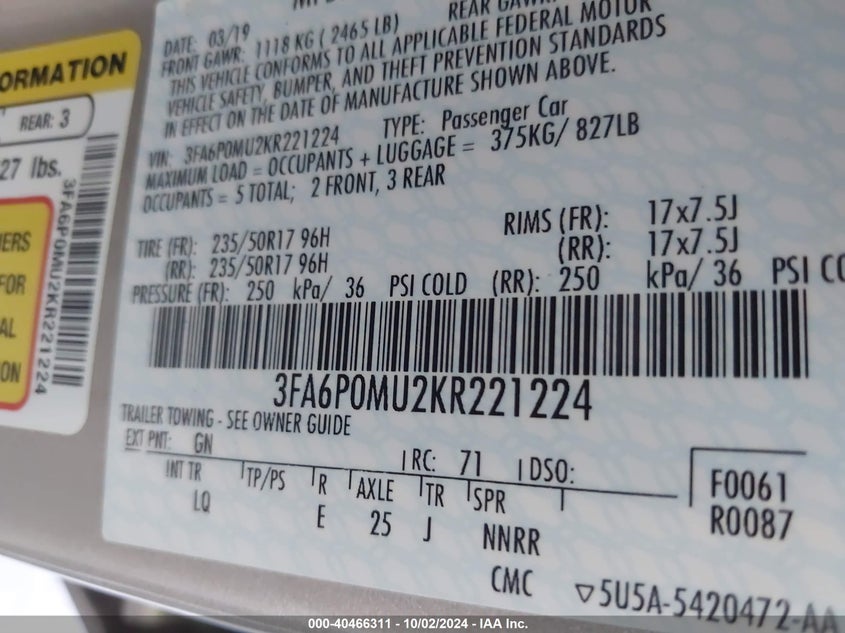 REAR GAWR
DATE: 03/19
FRONT GAWR: 1118 KG ( 2465 LB)
THIS VEHICLE CONFORMS TO ALL APPLICABLE FEDERAL MOTOR
VEHICLE SAFETY, BUMPER, AND THEFT PREVENTION STANDARDS
IN EFFECT ON THE DATE OF MANUFACTURE SHOWN ABOVE.
VIN: 3FA6P0MU2KR221224 TYPE: Passenger Car
MAXIMUM LOAD = OCCUPANTS + LUGGAGE = 375KG/ 827LB
OCCUPANTS = 5 TOTAL; 2 FRONT, 3 REAR
RIMS (FR): 17x7.5J
TIRE (FR): 235/50R17 96H (RR): 17x7.5J
(RR): 235/50R17 96H
PRESSURE (FR): 250 kPa/ 36 PSI COLD (RR): 250 kPa/ 36 PSI CO
3FA6P0MU2KR221224
TRAILER TOWING - SEE OWNER GUIDE
EXT PNT: GN RC: 71 DSO:
INT TR TP/PS R AXLE TR SPR
LQ E 25 J NNRR
F0061
R0087
CMC
▽5U5A-5420472-AA
ORMATION
REAR: 3
27 lbs.
3FA6P0MU2KR221224
IERS
FOR
AL
ON
000-40466311 - 10/02/2024 - IAA Inc.